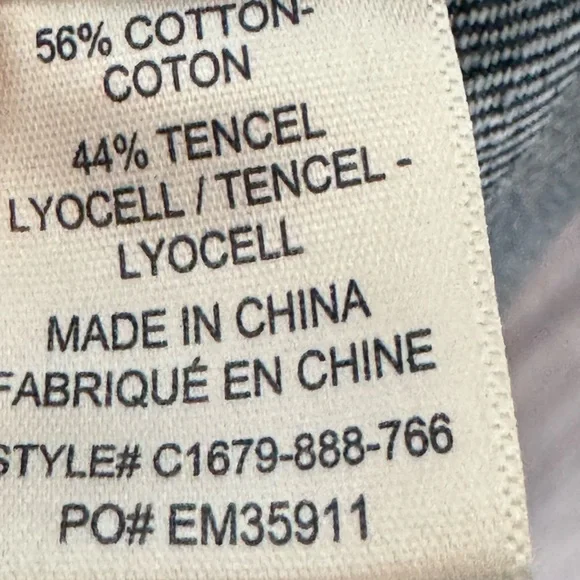 56% COTTON-
COTON
44% TENCEL
LYOCELL / TENCEL -
LYOCELL
MADE IN CHINA
FABRIQUÉ EN CHINE
STYLE# C1679-888-766
PO# EM35911